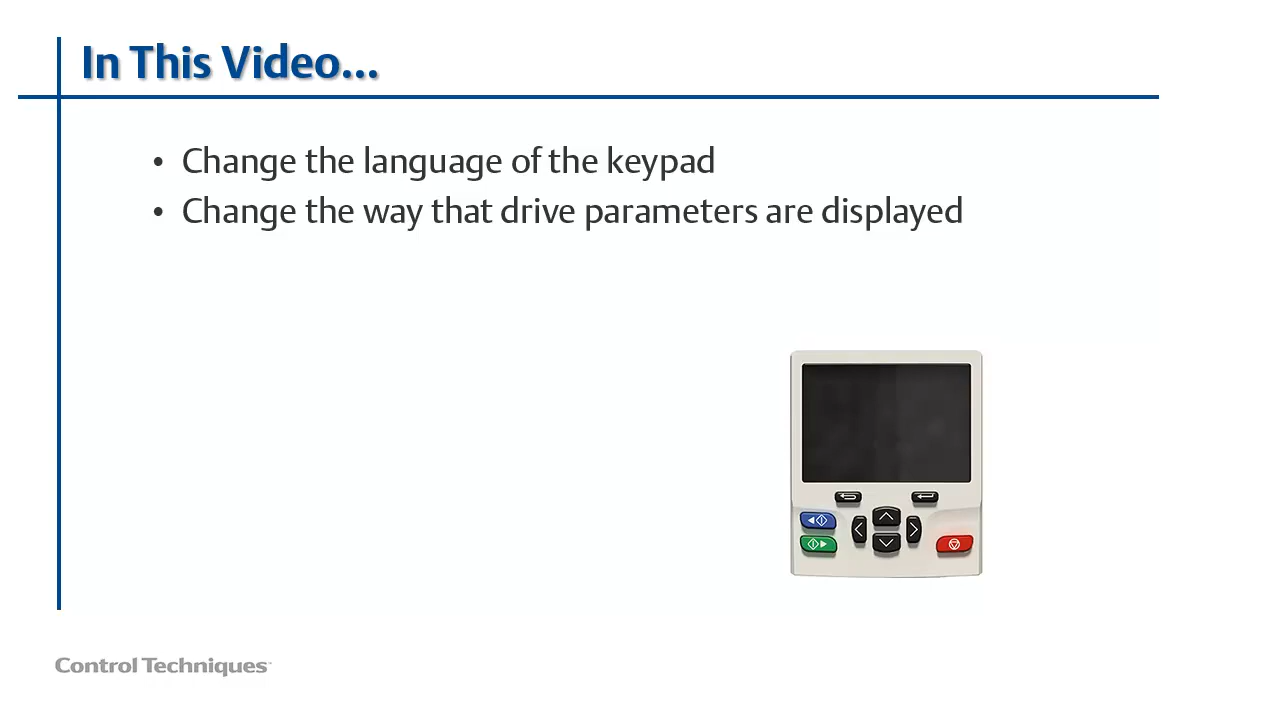 In This Video...
• Change the language of the keypad
• Change the way that drive parameters are displayed
Control Techniques